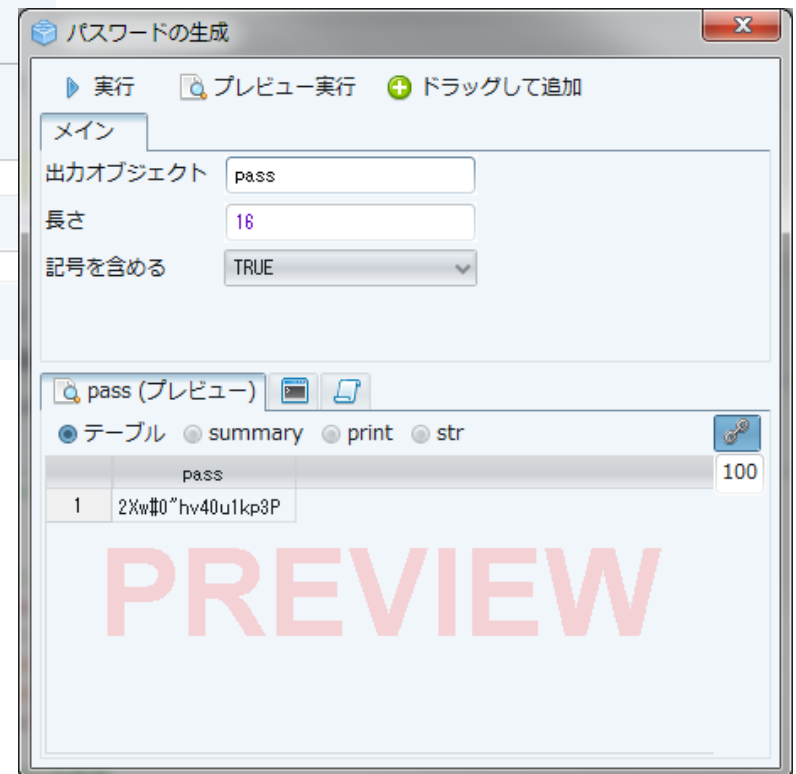 パスワードの生成
実行 プレビュー実行 ドラッグして追加
メイン
出力オブジェクト pass
長さ 16
記号を含める TRUE
pass (プレビュー)
テーブル summary print str
100
pass
1 2Xw#0"hv40u1kp3P
PREVIEW